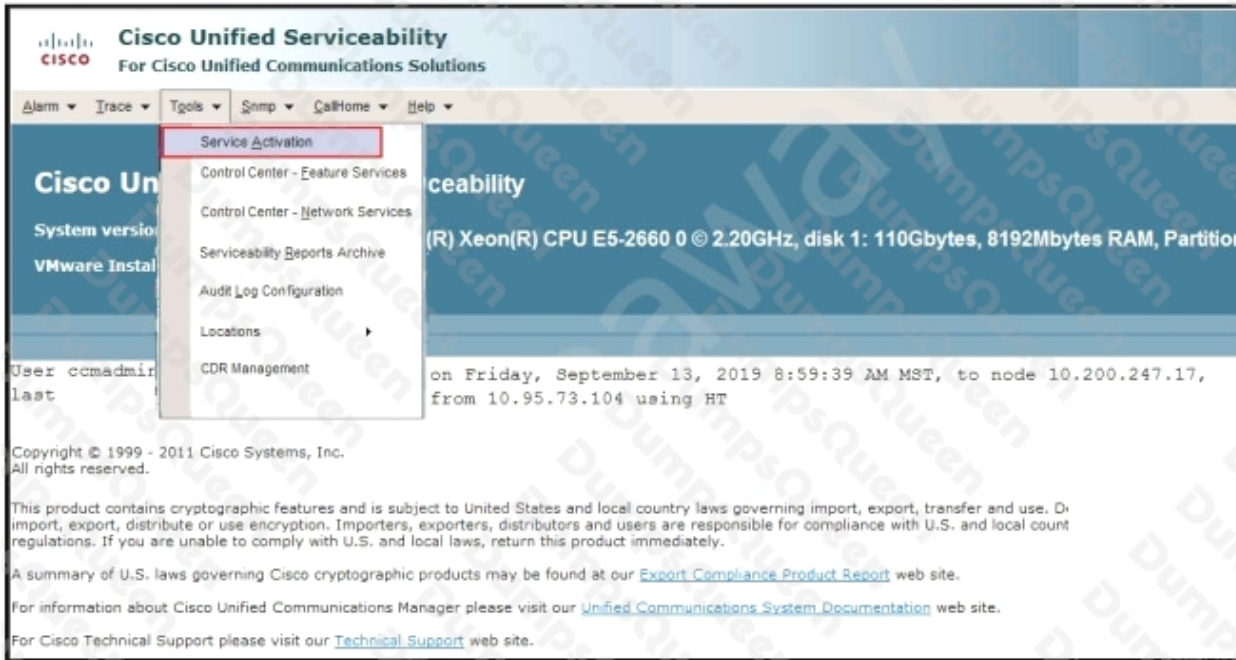 CISCO
Cisco Unified Serviceability
For Cisco Unified Communications Solutions
Alarm Trace Tools Snmp CallHome Help
Service Activation
Control Center - Feature Services
Control Center - Network Services
Serviceability Reports Archive
Audit Log Configuration
Locations
CDR Management
Cisco Un ceability
System versio (R) Xeon(R) CPU E5-2660 0 @ 2.20GHz, disk 1: 110Gbytes, 8192Mbytes RAM, Partition
VMware Instal
User ccmadmin on Friday, September 13, 2019 8:59:39 AM MST, to node 10.200.247.17,
last from 10.95.73.104 using HT
Copyright © 1999 - 2011 Cisco Systems, Inc.
All rights reserved.
This product contains cryptographic features and is subject to United States and local country laws governing import, export, transfer and use. D
import, export, distribute or use encryption. Importers, exporters, distributors and users are responsible for compliance with U.S. and local count
regulations. If you are unable to comply with U.S. and local laws, return this product immediately.
A summary of U.S. laws governing Cisco cryptographic products may be found at our Export Compliance Product Report web site.
For information about Cisco Unified Communications Manager please visit our Unified Communications System Documentation web site.
For Cisco Technical Support please visit our Technical Support web site.
DumpsQueen